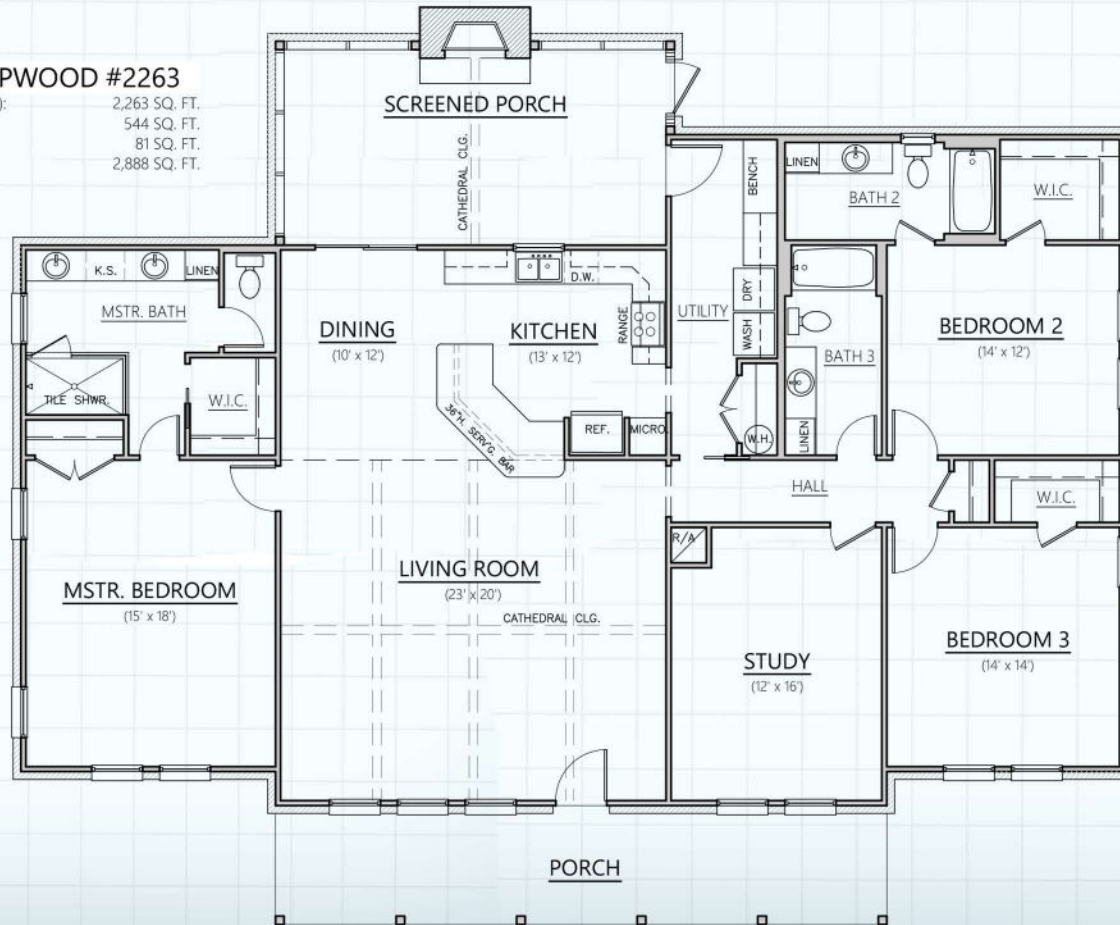 PWOOD #2263
): 2,263 SQ. FT.
544 SQ. FT.
81 SQ. FT.
2,888 SQ. FT.
SCREENED PORCH
CATHEDRAL CLG.
BENCH
LINEN
BATH 2
W.I.C.
K.S.
LINEN
MSTR. BATH
DINING
(10' x 12')
KITCHEN
(13' x 12')
D.W.
RANGE
UTILITY
DRY
WASH
BATH 3
BEDROOM 2
(14' x 12')
TILE SHWR.
W.I.C.
36"H. SERV'G. BAR
REF.
MICRO.
W.H.
LINEN
HALL
W.I.C.
R/A
MSTR. BEDROOM
(15' x 18')
LIVING ROOM
(23' x 20')
CATHEDRAL CLG.
STUDY
(12' x 16')
BEDROOM 3
(14' x 14')
PORCH